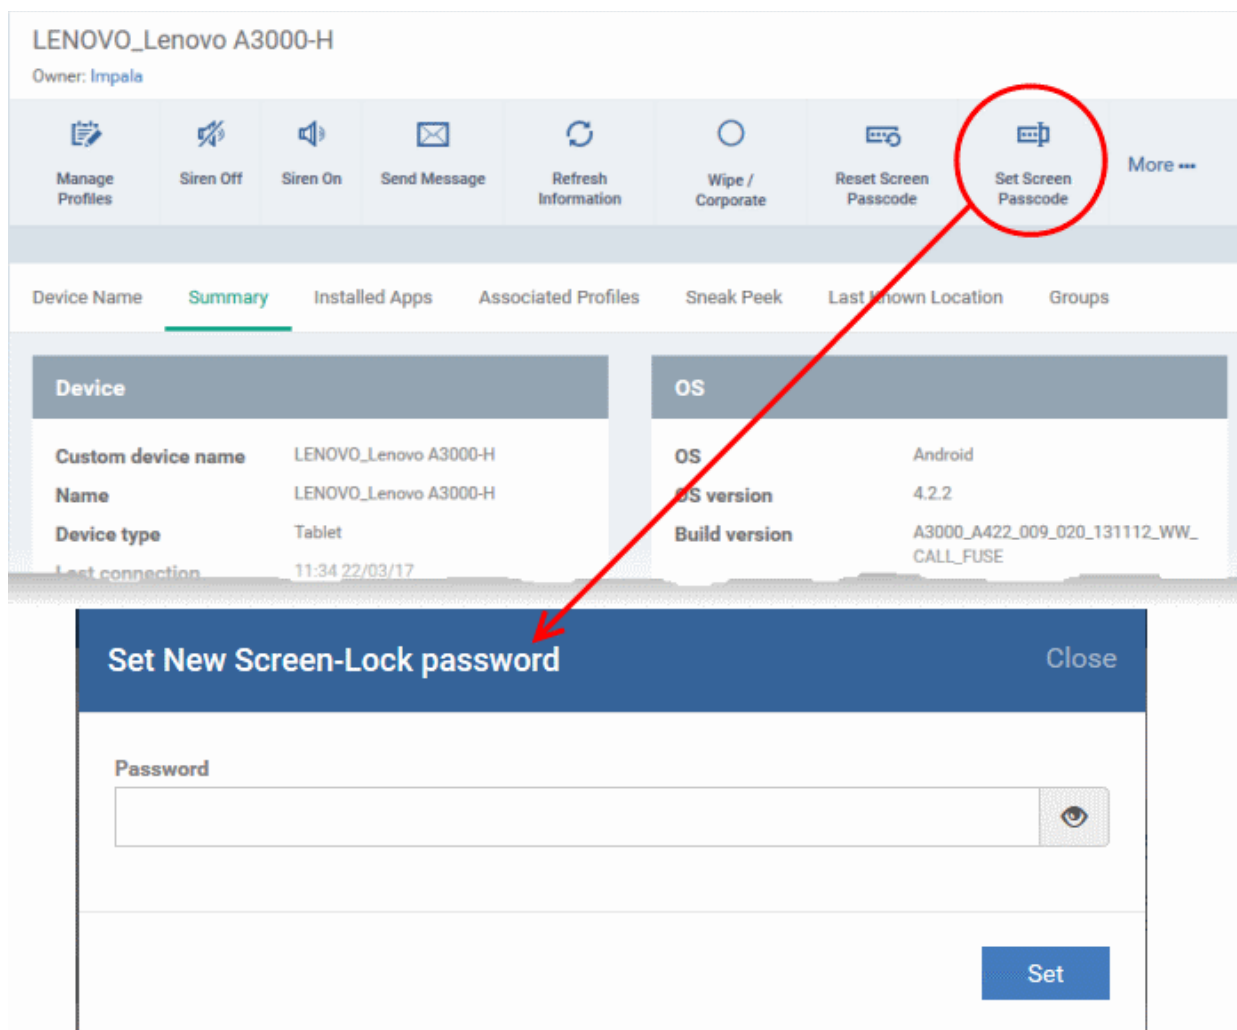 LENOVO_Lenovo A3000-H
Owner: Impala
Manage
Profiles
Siren Off
Siren On
Send Message
Refresh
Information
Wipe /
Corporate
Reset Screen
Passcode
Set Screen
Passcode
More
Device Name
Summary
Installed Apps
Associated Profiles
Sneak Peek
Last Known Location
Groups
Device
Custom device name LENOVO_Lenovo A3000-H
Name LENOVO_Lenovo A3000-H
Device type Tablet
Last connection 11:34 22/03/17
OS
OS Android
OS version 4.2.2
Build version A3000_A422_009_020_131112_WW_
CALL_FUSE
Set New Screen-Lock password
Close
Password
Set